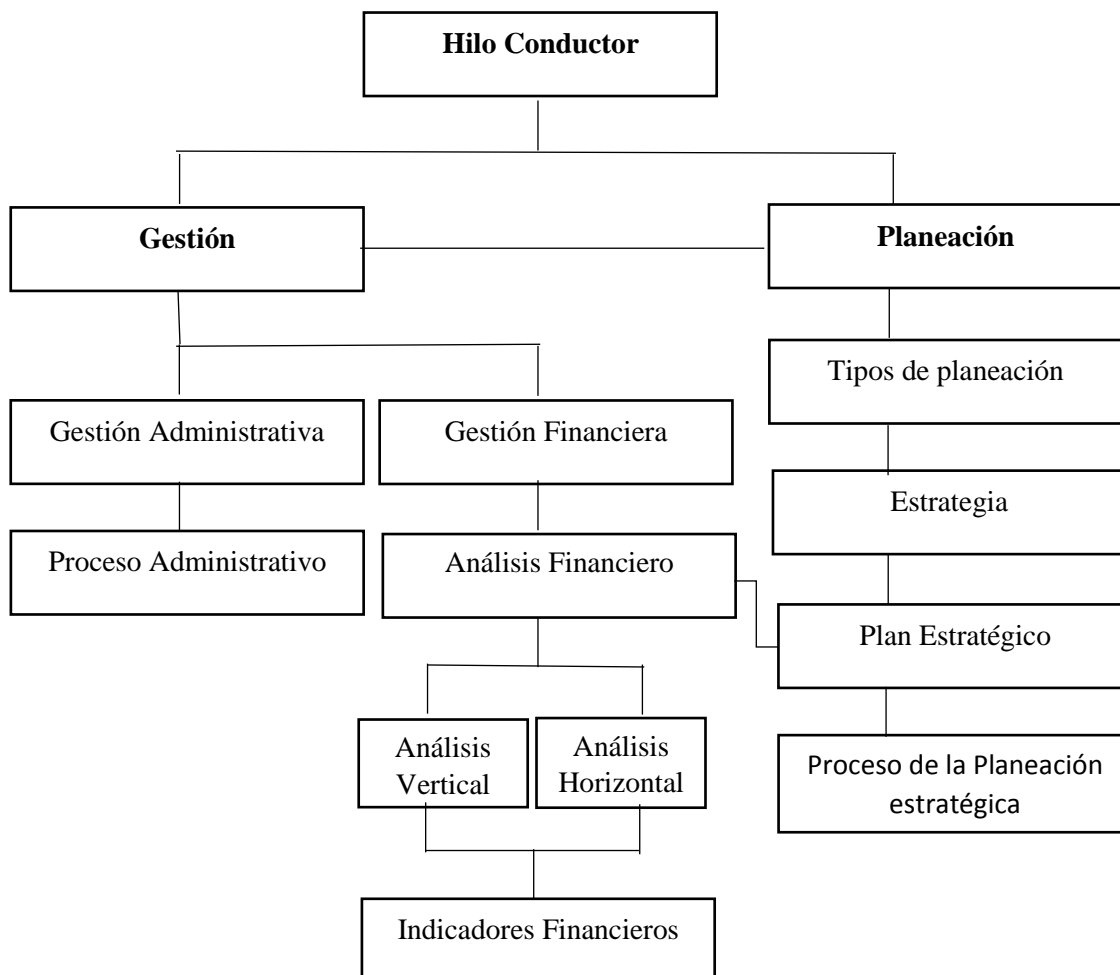 Hilo Conductor
Gestión
Planeación
Tipos de planeación
Gestión Administrativa
Gestión Financiera
Estrategia
Proceso Administrativo
Análisis Financiero
Plan Estratégico
Análisis
Vertical
Análisis
Horizontal
Proceso de la Planeación
estratégica
Indicadores Financieros